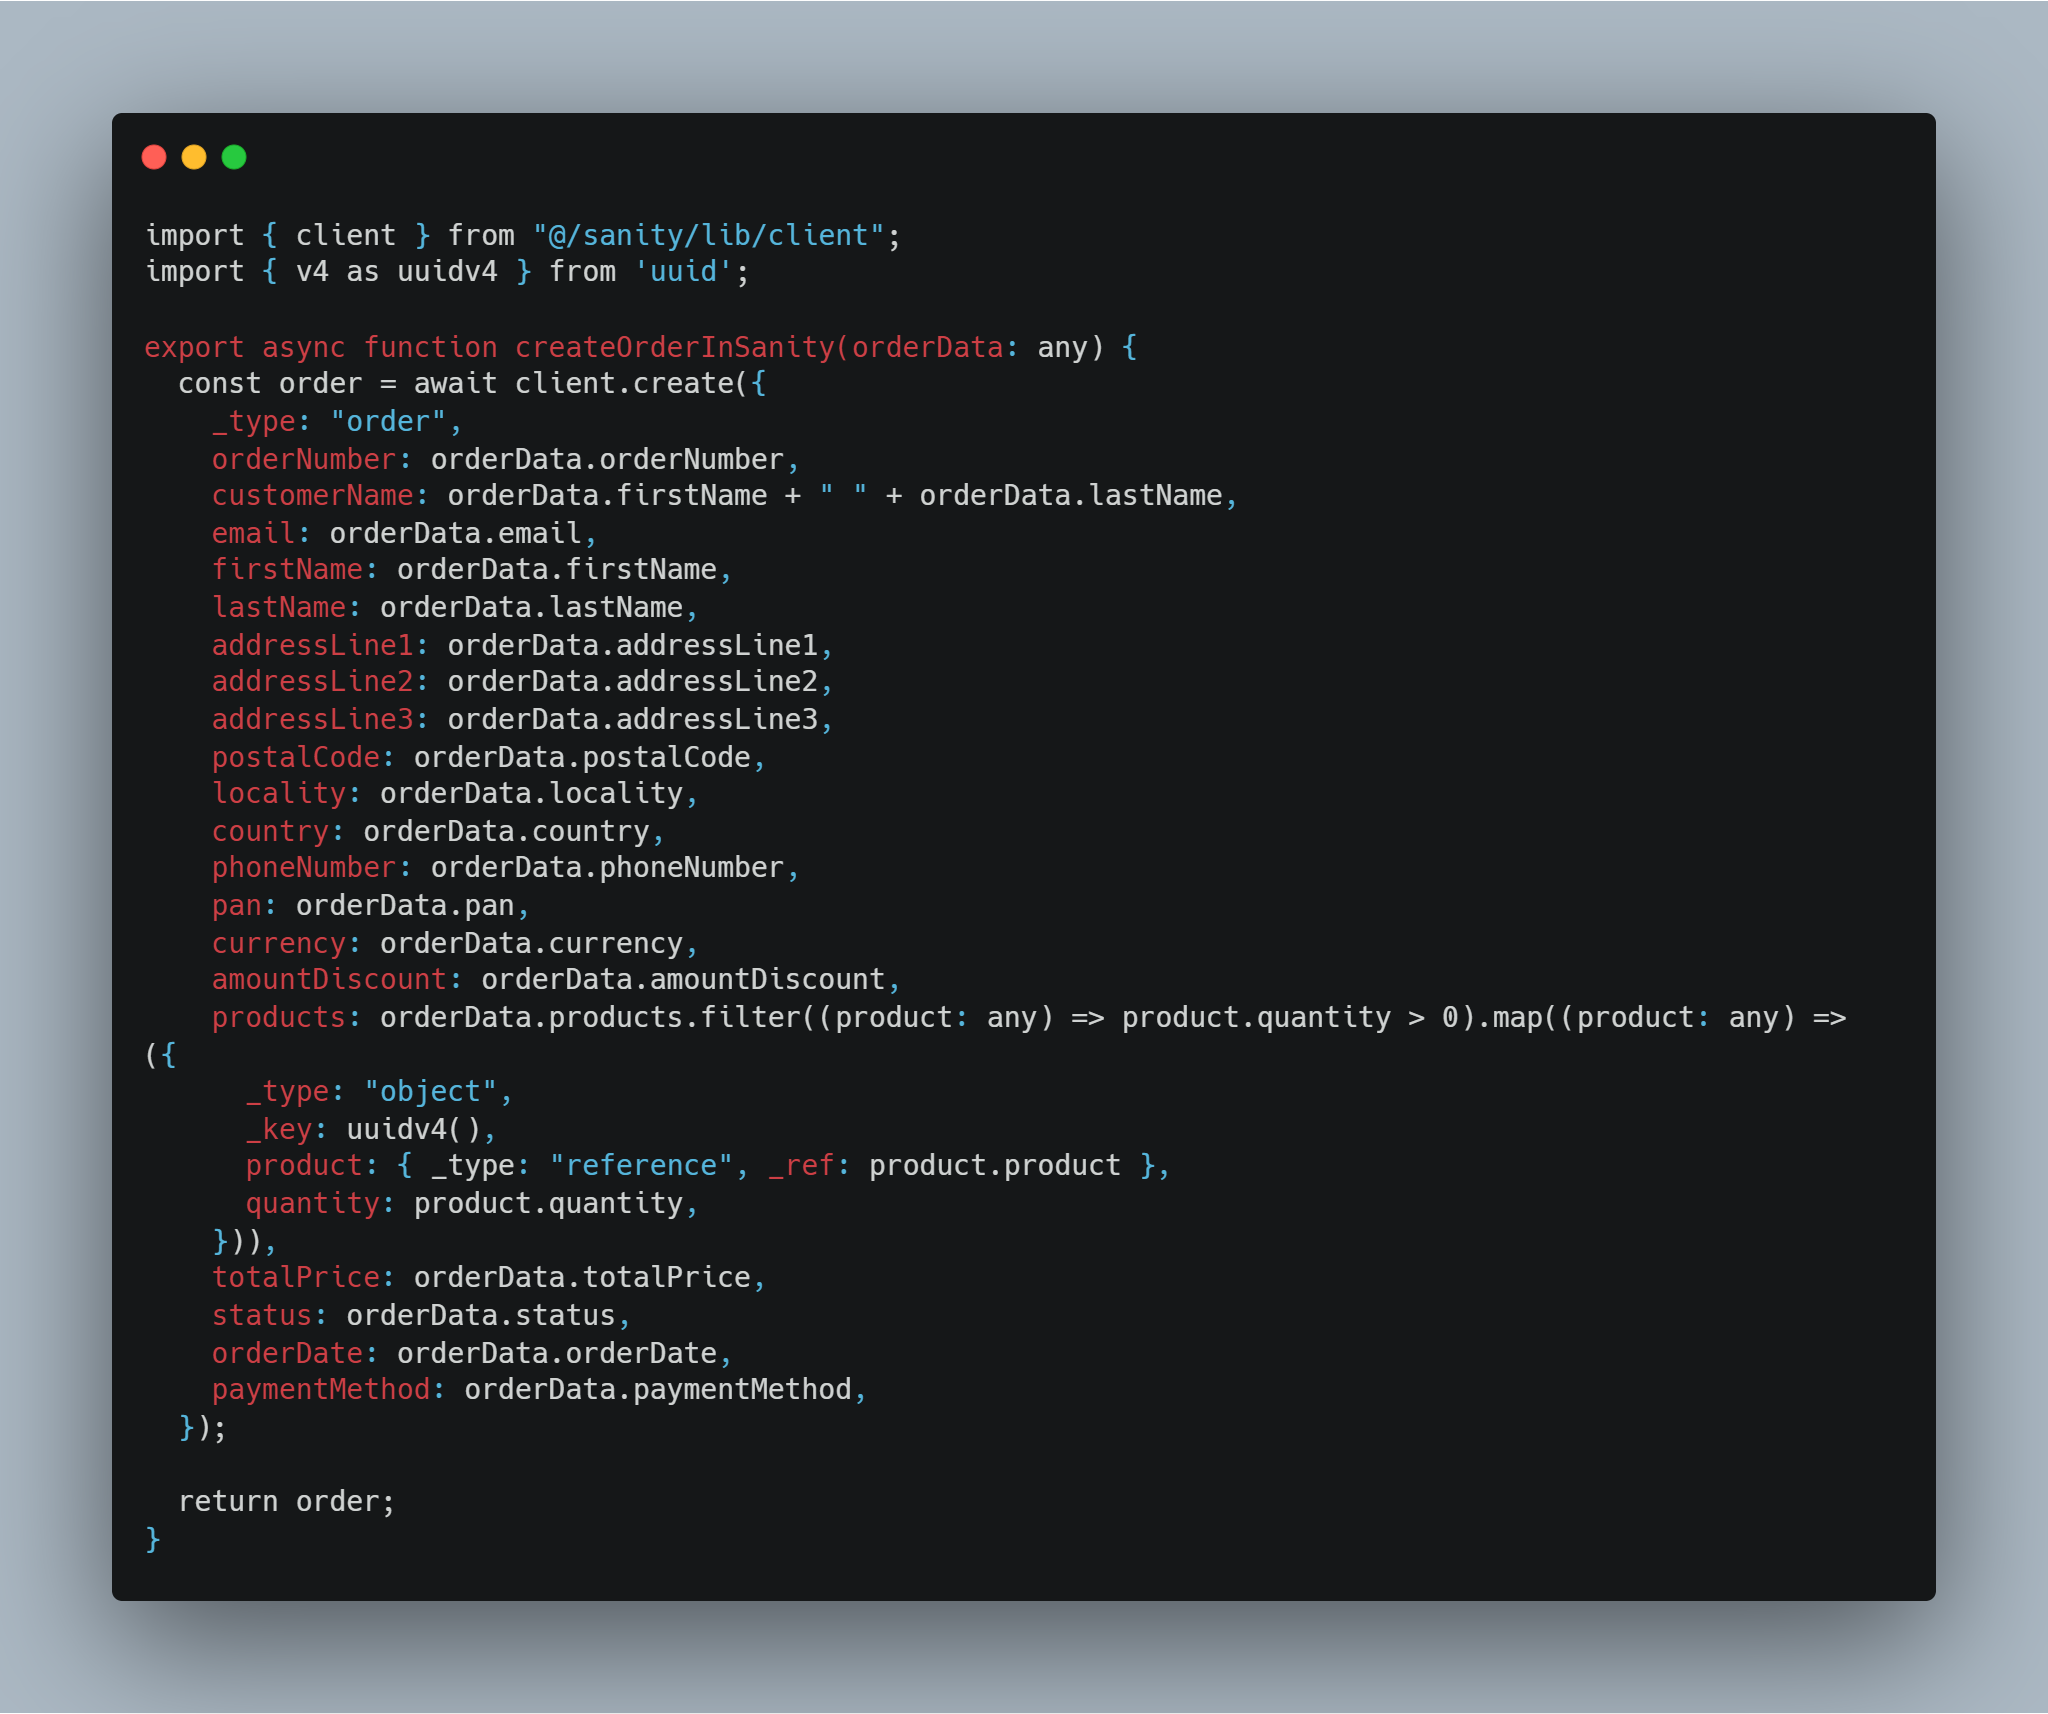 import { client } from "@/sanity/lib/client";
import { v4 as uuidv4 } from 'uuid';

export async function createOrderInSanity(orderData: any) {
  const order = await client.create({
    _type: "order",
    orderNumber: orderData.orderNumber,
    customerName: orderData.firstName + " " + orderData.lastName,
    email: orderData.email,
    firstName: orderData.firstName,
    lastName: orderData.lastName,
    addressLine1: orderData.addressLine1,
    addressLine2: orderData.addressLine2,
    addressLine3: orderData.addressLine3,
    postalCode: orderData.postalCode,
    locality: orderData.locality,
    country: orderData.country,
    phoneNumber: orderData.phoneNumber,
    pan: orderData.pan,
    currency: orderData.currency,
    amountDiscount: orderData.amountDiscount,
    products: orderData.products.filter((product: any) => product.quantity > 0).map((product: any) =>
({
      _type: "object",
      _key: uuidv4(),
      product: { _type: "reference", _ref: product.product },
      quantity: product.quantity,
    })),
    totalPrice: orderData.totalPrice,
    status: orderData.status,
    orderDate: orderData.orderDate,
    paymentMethod: orderData.paymentMethod,
  });

  return order;
}